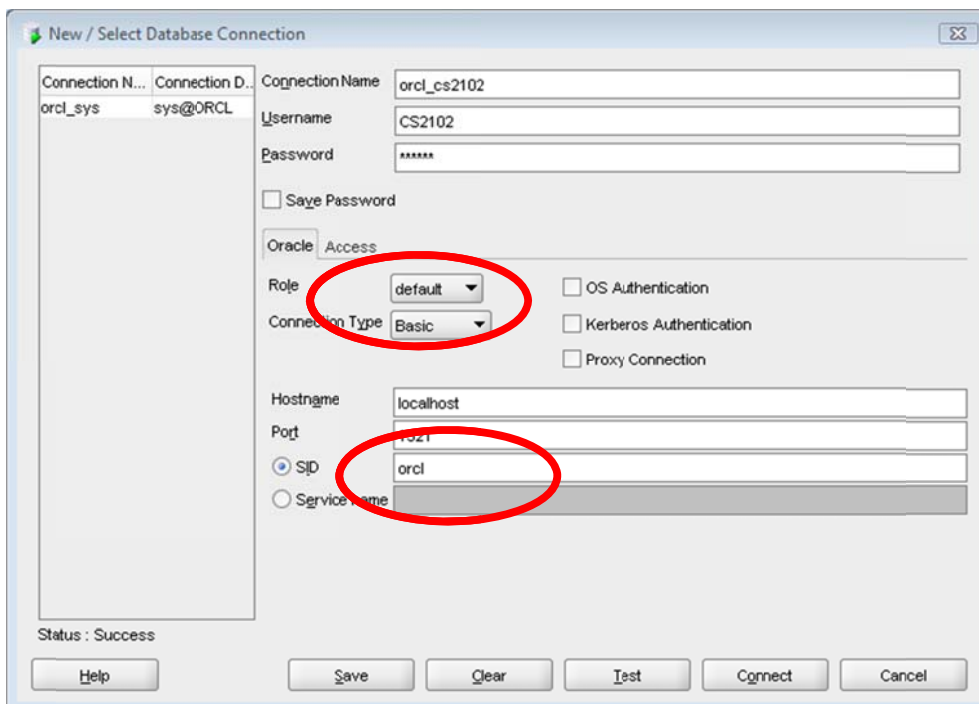 New / Select Database Connection
Connection N... Connection D..
orcl_sys sys@ORCL
Connection Name orcl_cs2102
Username CS2102
Password ******
Save Password
Oracle Access
Role default OS Authentication
Connection Type Basic Kerberos Authentication
Proxy Connection
Hostname localhost
Port 1521
SID orcl
Service name
Status : Success
Help Save Clear Test Connect Cancel